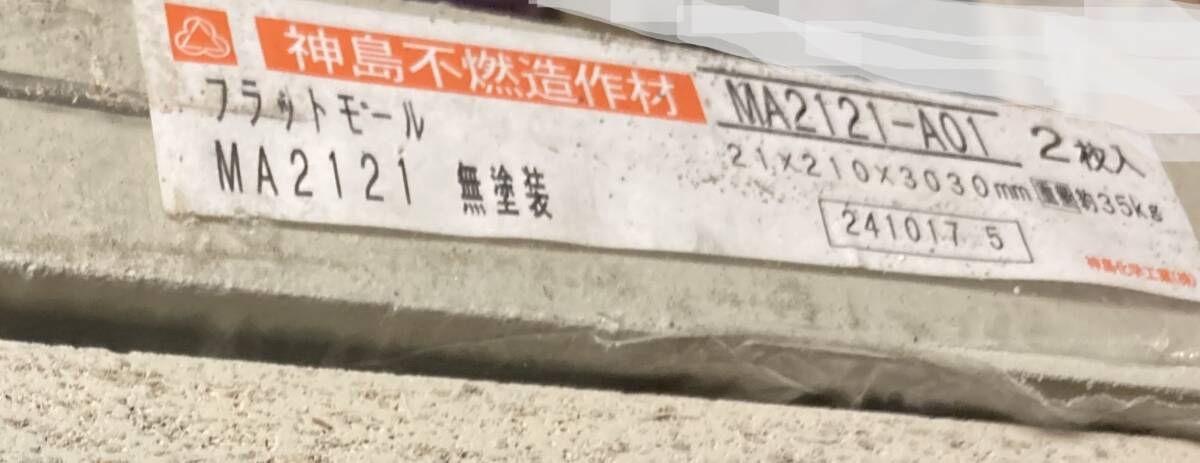 神島不燃造作材
フラットモール
MA2121 無塗装
MA2121-A01 2枚入
21×210×3030mm 重量約35kg
241017 5
神島化学工業(株)